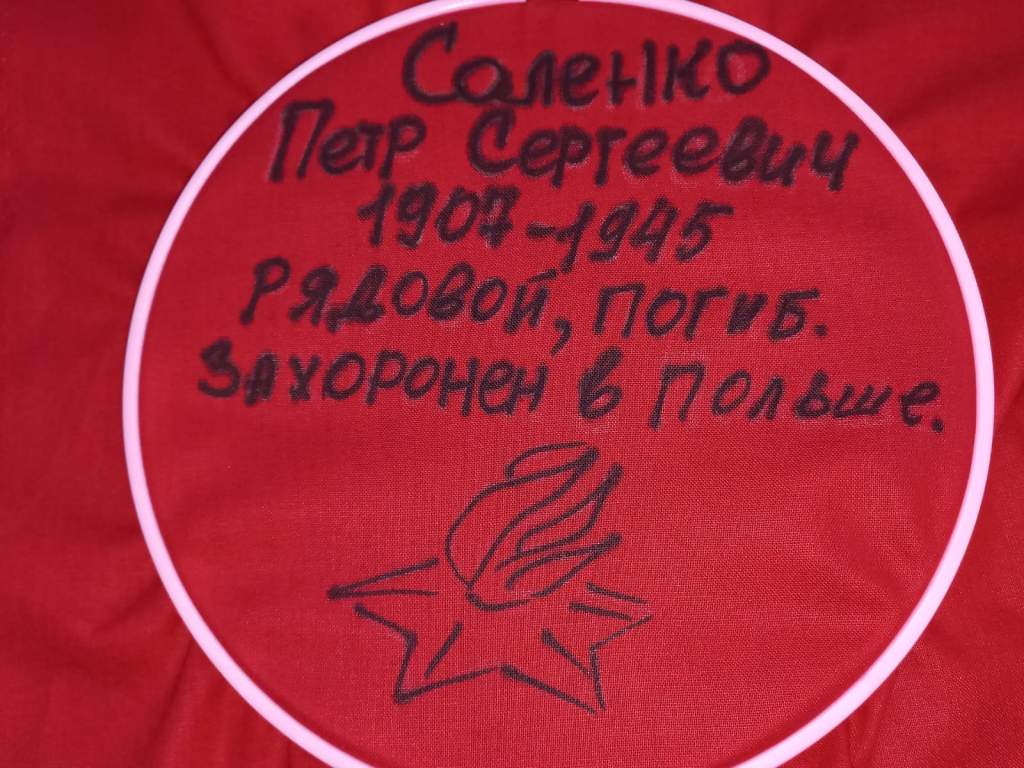 Саленко
Петр Сергеевич
1907-1945
Рядовой, погиб.
Захоронен в Польше.